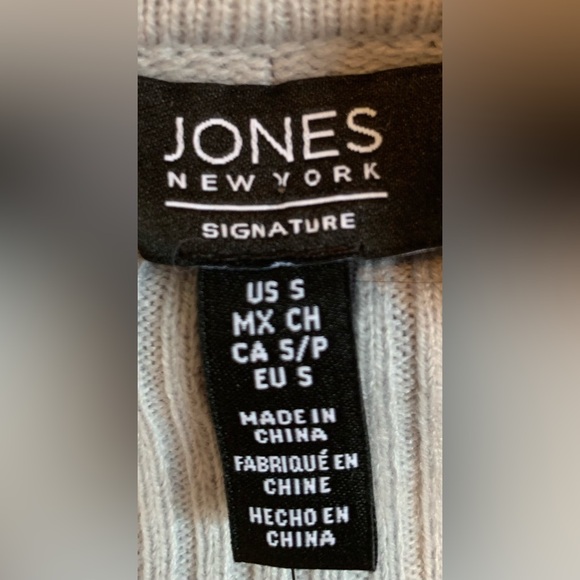 JONES
NEW YORK
SIGNATURE
US S
MX CH
CA S/P
EU S
MADE IN
CHINA
FABRIQUÉ EN
CHINE
HECHO EN
CHINA